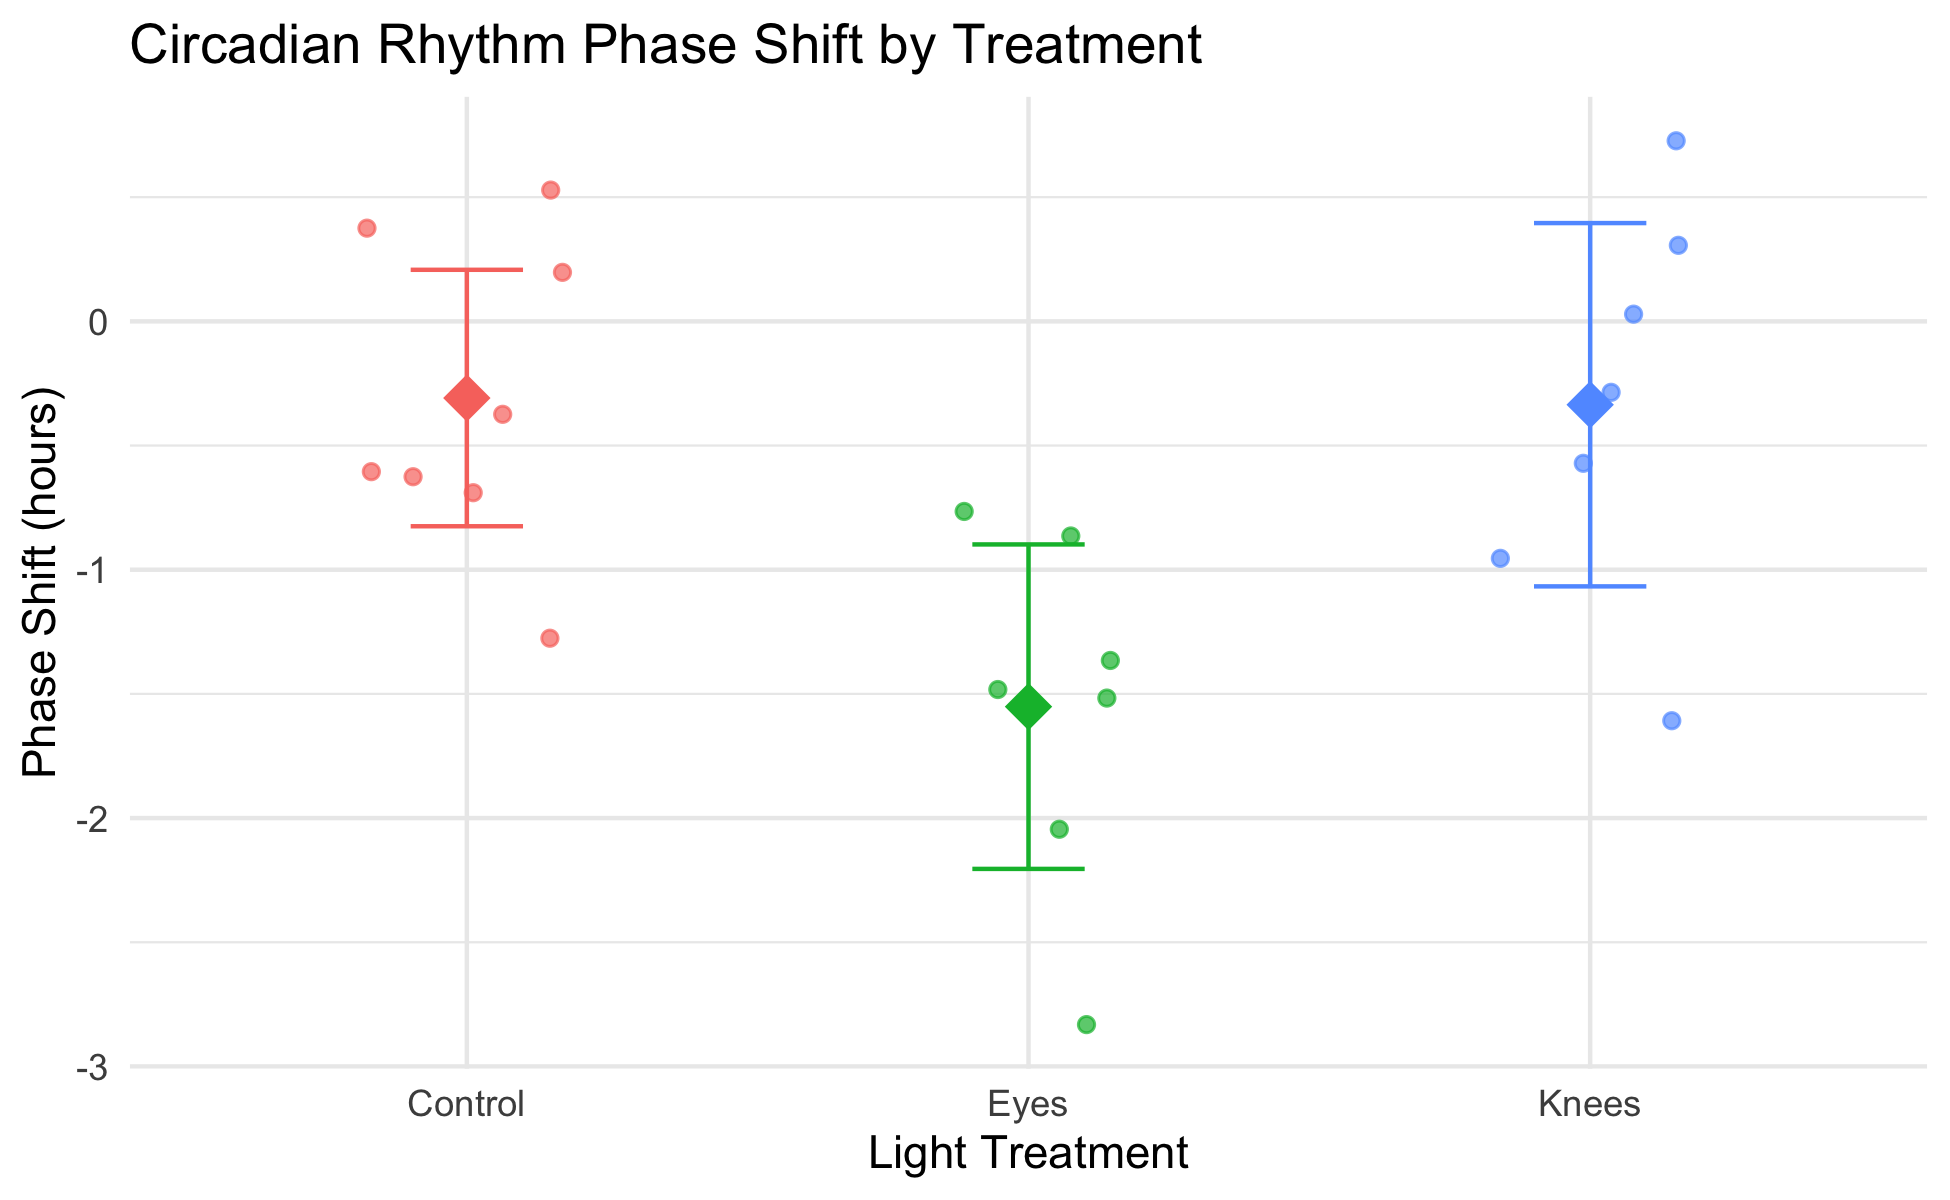 Circadian Rhythm Phase Shift by Treatment
Phase Shift (hours)
0
-1
-2
-3
Control Eyes Knees
Light Treatment